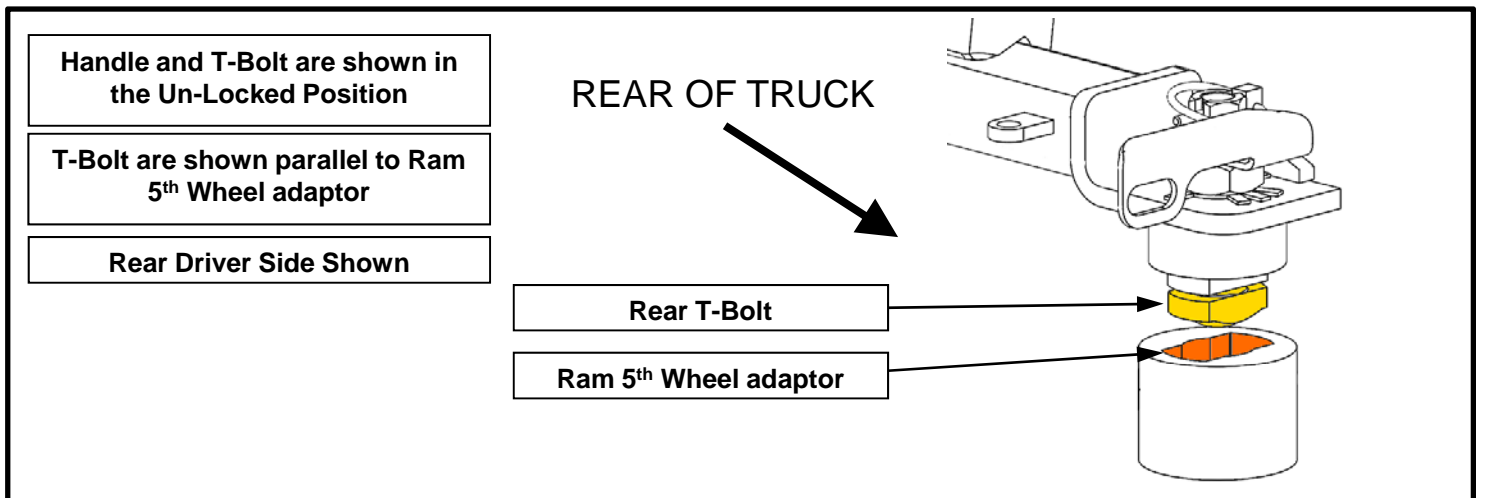 Handle and T-Bolt are shown in
the Un-Locked Position
REAR OF TRUCK
T-Bolt are shown parallel to Ram
5th Wheel adaptor
Rear Driver Side Shown
Rear T-Bolt
Ram 5th Wheel adaptor